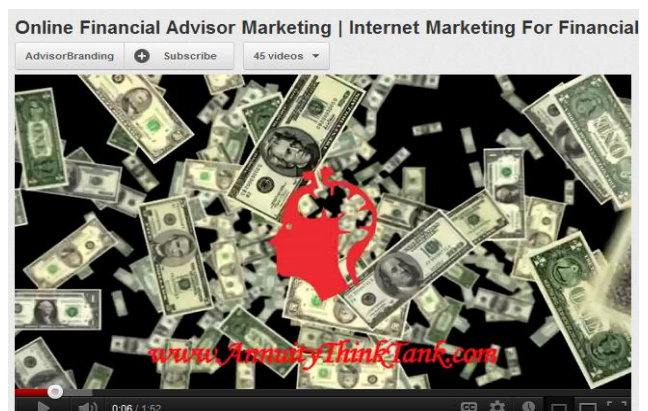 Online Financial Advisor Marketing | Internet Marketing For Financial
AdvisorBranding Subscribe 45 videos
www.AnnuityThinkTank.com
0:06 / 1:52
CC